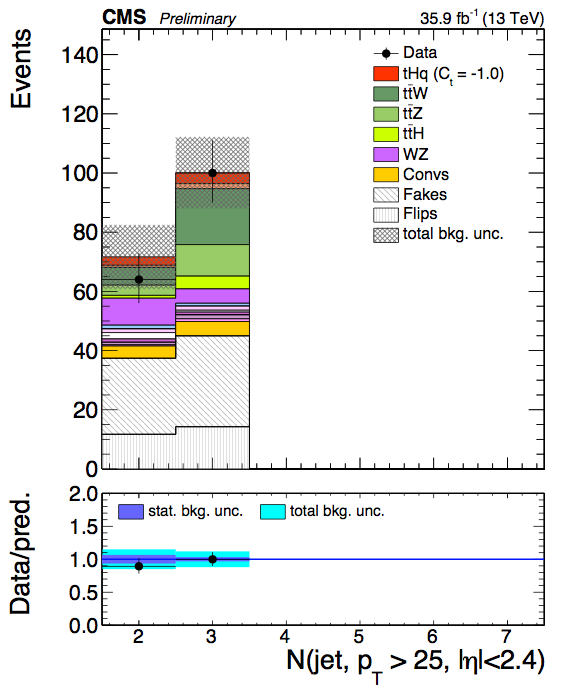 CMS Preliminary 35.9 fb⁻¹ (13 TeV)
Events
140
120
100
80
60
40
20
0
Data
tHq (Cₜ = -1.0)
tt̄W
tt̄Z
tt̄H
WZ
Convs
Fakes
Flips
total bkg. unc.
Data/pred.
2.0
1.5
1.0
0.5
0.0
stat. bkg. unc. total bkg. unc.
2 3 4 5 6 7
N(jet, p_T > 25, |η|<2.4)